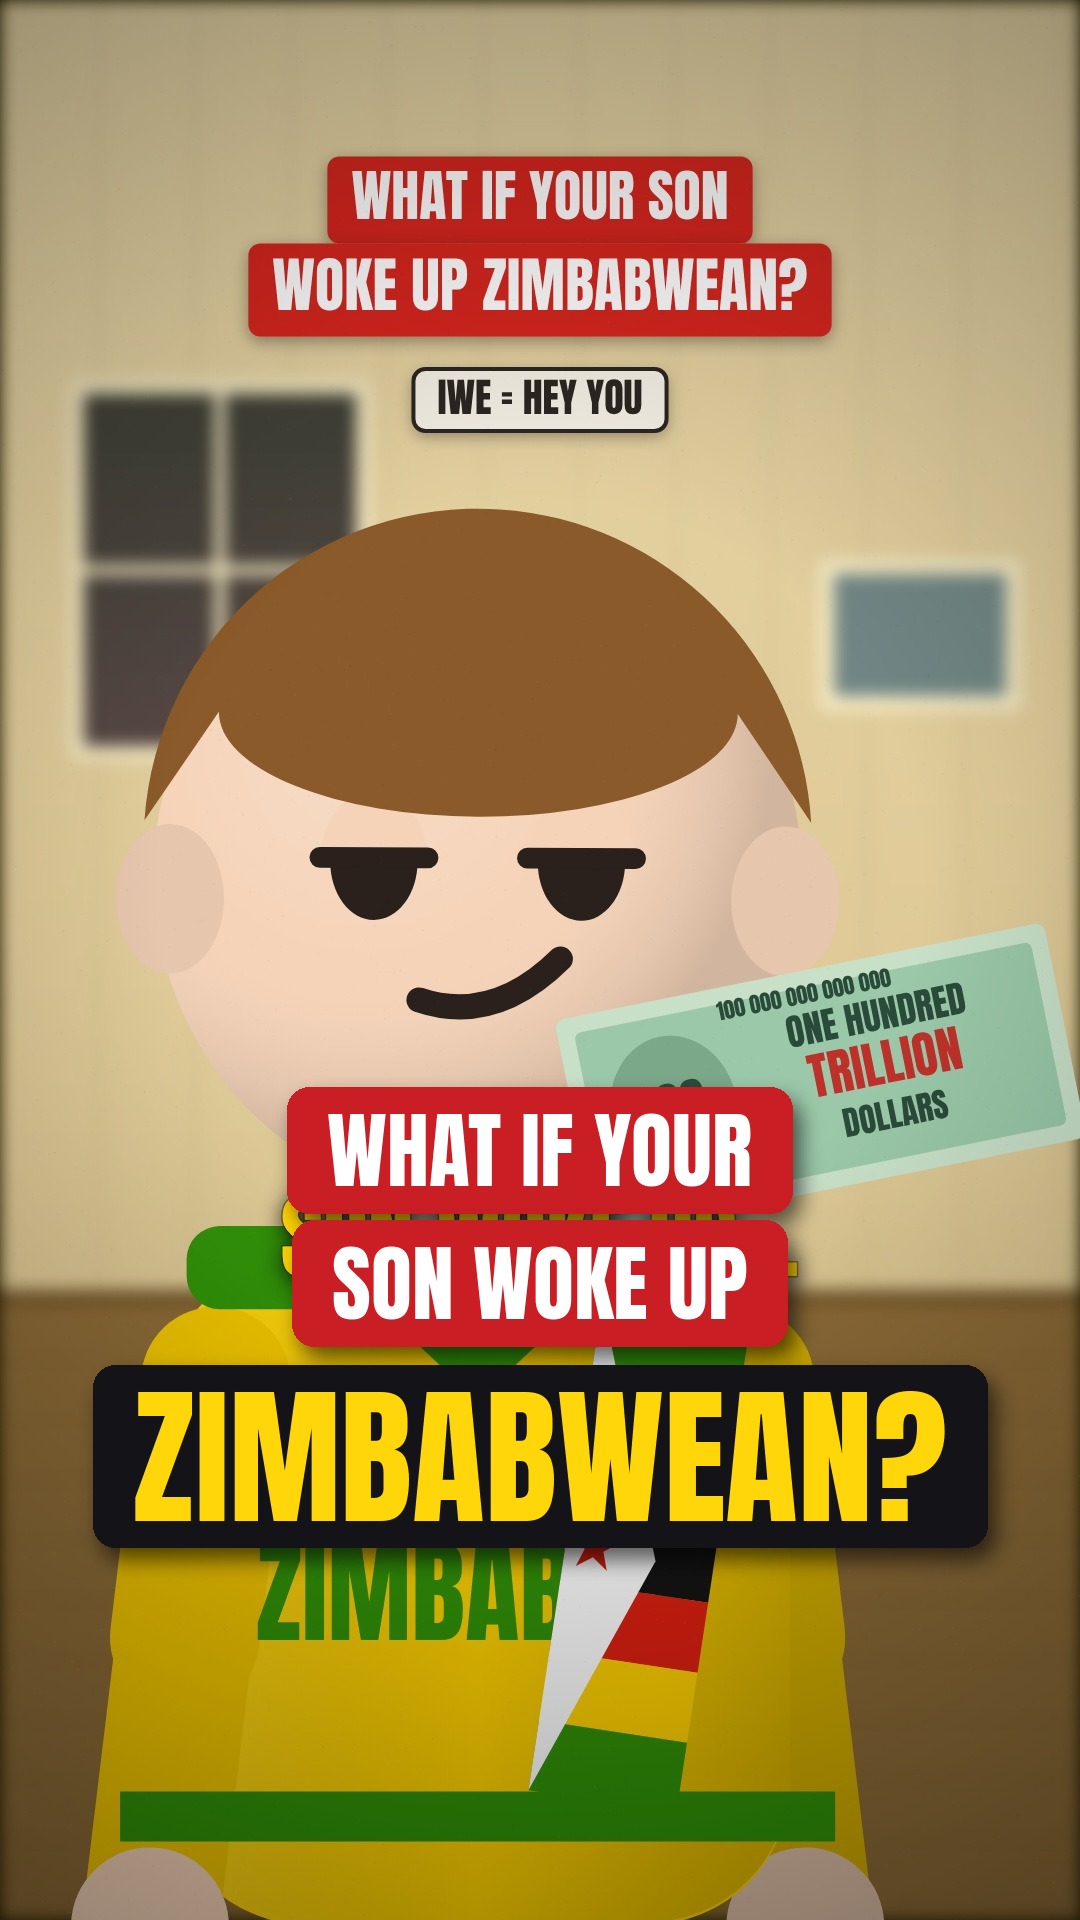 WHAT IF YOUR SON
WOKE UP ZIMBABWEAN?
IWE = HEY YOU
100 000 000 000 000
ONE HUNDRED
TRILLION
DOLLARS
WHAT IF YOUR
SON WOKE UP
ZIMBABWEAN?
ZIMBAB